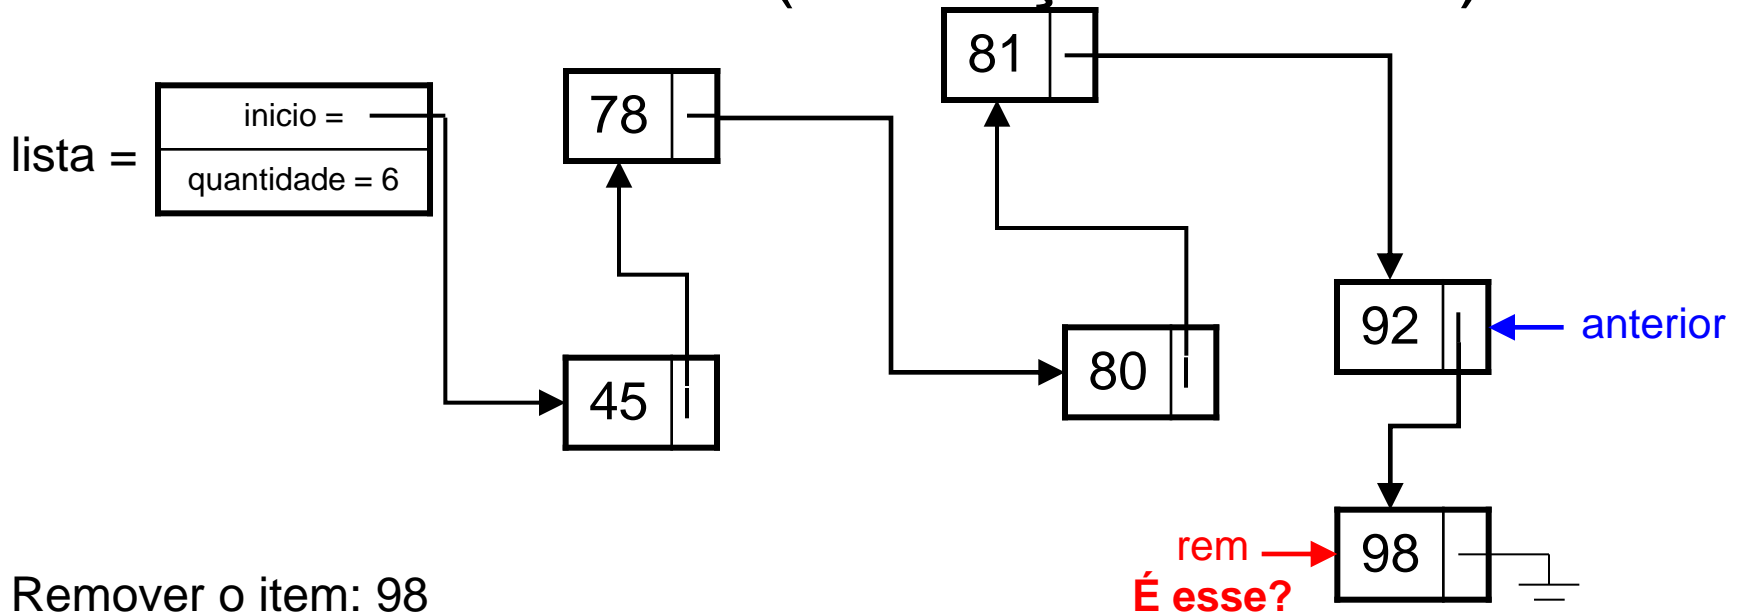 81
inicio =
78
lista =
quantidade = 6
92
anterior
80
45
rem
98
É esse?
Remover o item: 98